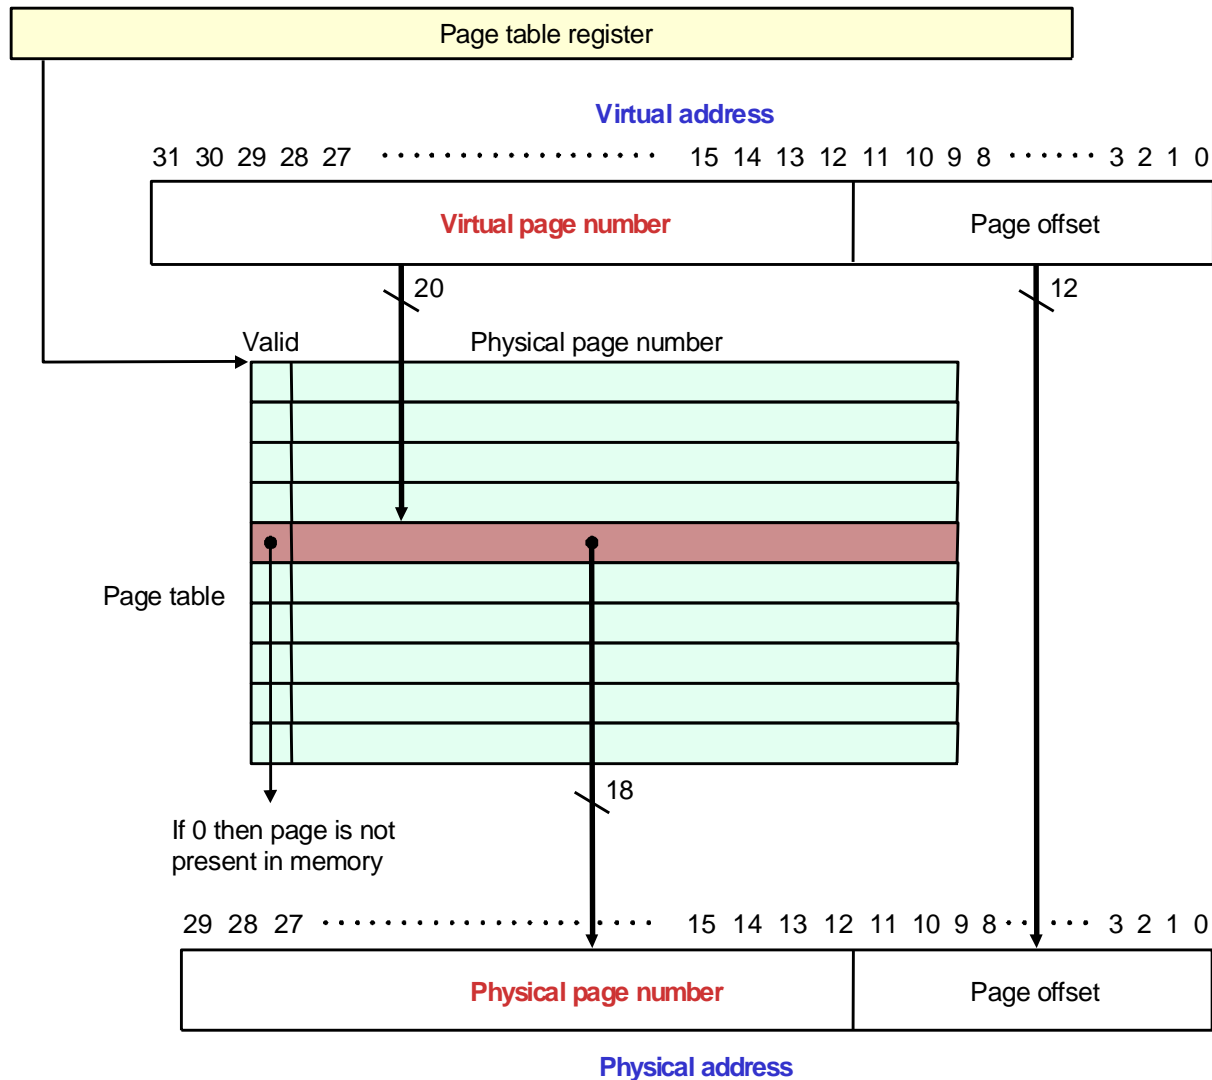 Page table register
Virtual address
31 30 29 28 27 ······················ 15 14 13 12 11 10 9 8 ······ 3 2 1 0
Virtual page number Page offset
20 12
Valid Physical page number
Page table
18
If 0 then page is not
present in memory
29 28 27 ·························· 15 14 13 12 11 10 9 8 ······ 3 2 1 0
Physical page number Page offset
Physical address